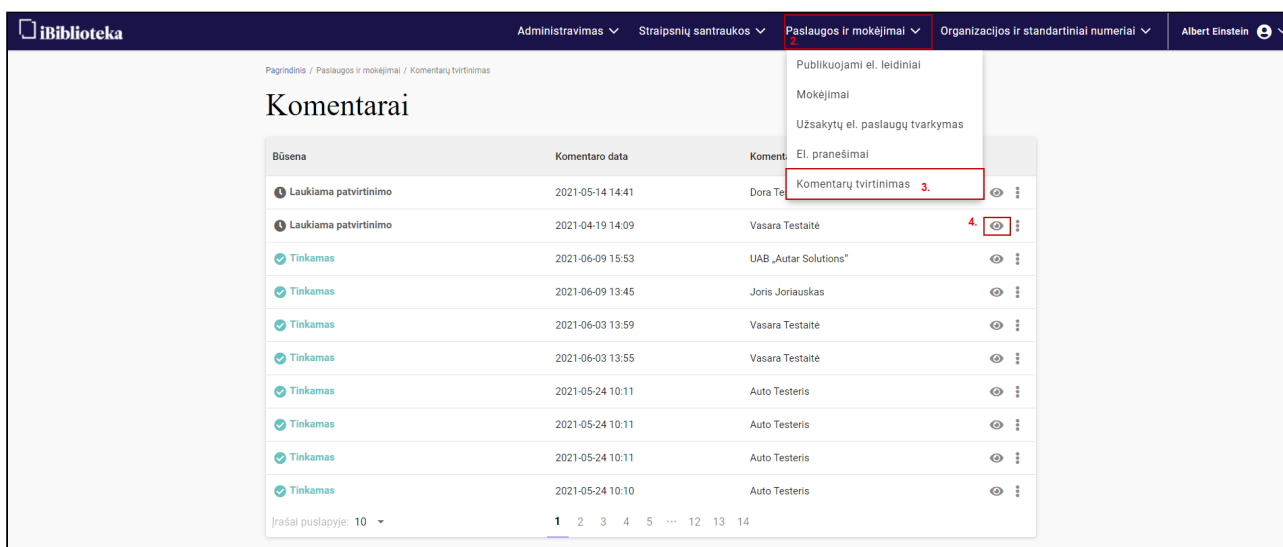 iBiblioteka
Administravimas Straipsnių santraukos Paslaugos ir mokėjimai Organizacijos ir standartiniai numeriai Albert Einstein
2.
Pagrindinis / Paslaugos ir mokėjimai / Komentarų tvirtinimas
Publikuojami el. leidiniai
Mokėjimai
Užsakytų el. paslaugų tvarkymas
El. pranešimai
Komentarų tvirtinimas 3.
Komentarai
Būsena Komentaro data
Laukiama patvirtinimo 2021-05-14 14:41 Dora
Laukiama patvirtinimo 2021-04-19 14:09 Vasara Testaitė 4.
Tinkamas 2021-06-09 15:53 UAB „Autar Solutions"
Tinkamas 2021-06-09 13:45 Joris Joriauskas
Tinkamas 2021-06-03 13:59 Vasara Testaitė
Tinkamas 2021-06-03 13:55 Vasara Testaitė
Tinkamas 2021-05-24 10:11 Auto Testeris
Tinkamas 2021-05-24 10:11 Auto Testeris
Tinkamas 2021-05-24 10:11 Auto Testeris
Tinkamas 2021-05-24 10:10 Auto Testeris
Įrašai puslapyje: 10 1 2 3 4 5 ··· 12 13 14